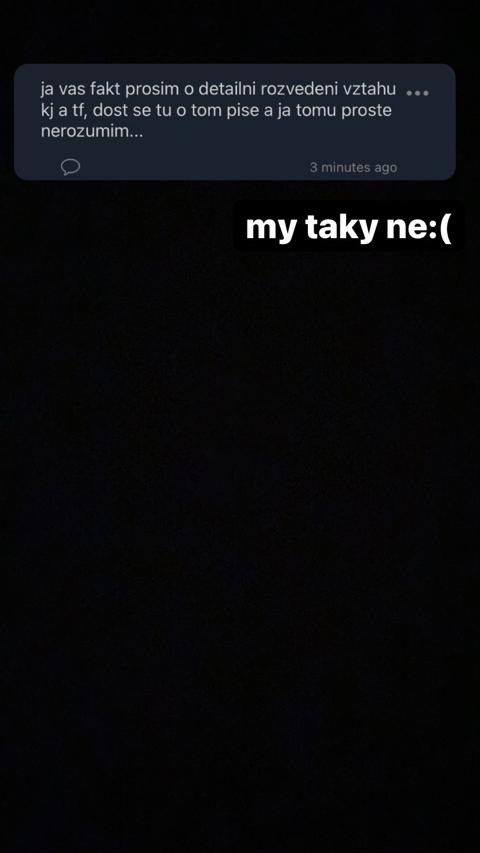 ja vas fakt prosim o detailni rozvedeni vztahu
kj a tf, dost se tu o tom pise a ja tomu proste
nerozumim...
3 minutes ago
my taky ne:(